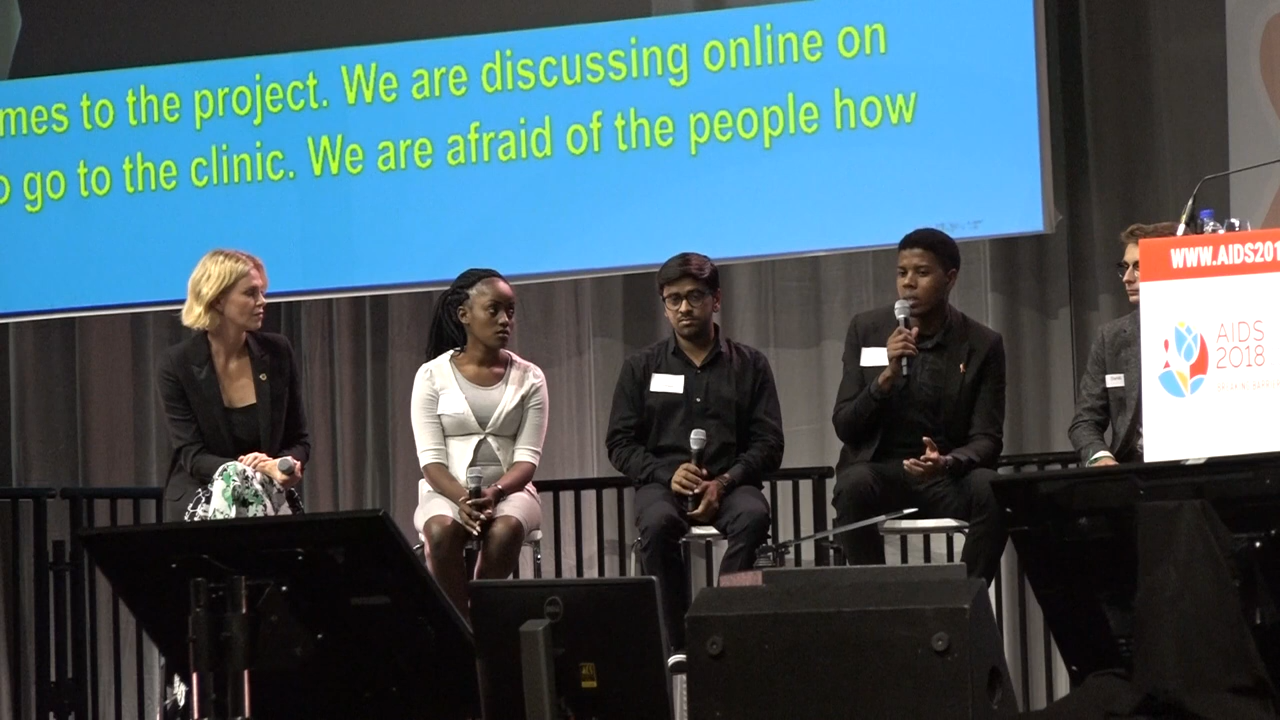 mes to the project. We are discussing online on
o go to the clinic. We are afraid of the people how
WWW.AIDS201
AIDS
2018
DELL